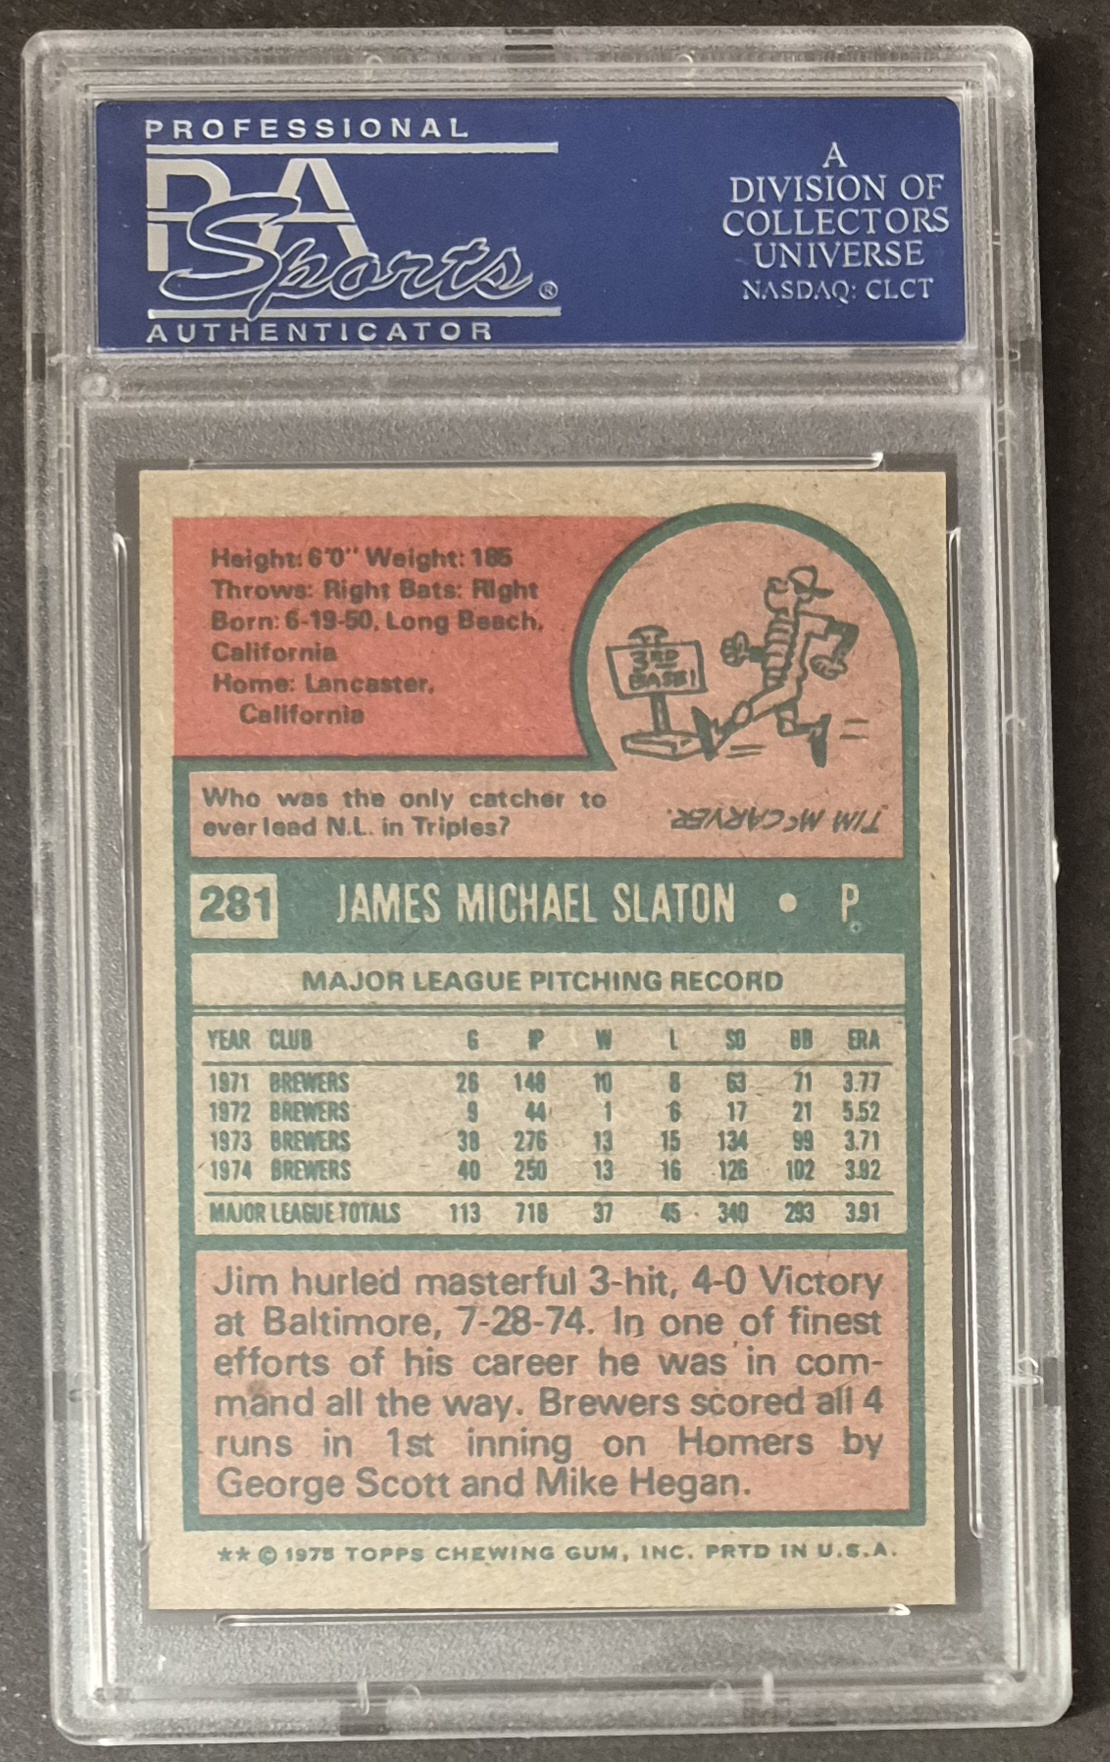 PROFESSIONAL
PSA
Sports®
AUTHENTICATOR
A
DIVISION OF
COLLECTORS
UNIVERSE
NASDAQ: CLCT
Height: 6'0" Weight: 185
Throws: Right Bats: Right
Born: 6-19-50, Long Beach,
California
Home: Lancaster,
California
3RD
BASE!
Who was the only catcher to
ever lead N.L. in Triples?
TIM McCARVER.
281 JAMES MICHAEL SLATON • P.
MAJOR LEAGUE PITCHING RECORD
YEAR CLUB G IP W L SO BB ERA
1971 BREWERS 26 148 10 8 63 71 3.77
1972 BREWERS 9 44 1 6 17 21 5.52
1973 BREWERS 38 276 13 15 134 99 3.71
1974 BREWERS 40 250 13 16 126 102 3.92
MAJOR LEAGUE TOTALS 113 718 37 45 340 293 3.91
Jim hurled masterful 3-hit, 4-0 Victory
at Baltimore, 7-28-74. In one of finest
efforts of his career he was in com-
mand all the way. Brewers scored all 4
runs in 1st inning on Homers by
George Scott and Mike Hegan.
** © 1975 TOPPS CHEWING GUM, INC. PRTD IN U.S.A.